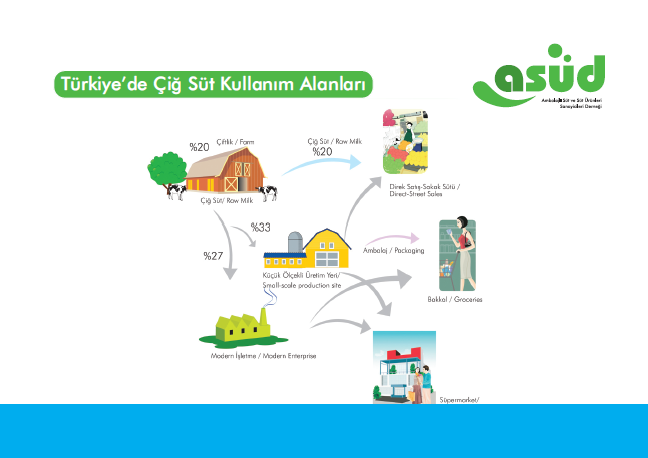 Türkiye'de Çiğ Süt Kullanım Alanları
asüd
Ambalajlı Süt ve Süt Ürünleri
Sanayicileri Derneği
%20
Çiftlik / Farm
Çiğ Süt / Raw Milk
%20
Direk Satış-Sokak Sütü /
Direct-Street Sales
Çiğ Süt/ Raw Milk
%33
%27
Ambalaj / Packaging
Küçük Ölçekli Üretim Yeri/
Small-scale production site
Bakkal / Groceries
Modern İşletme / Modern Enterprise
Süpermarket/